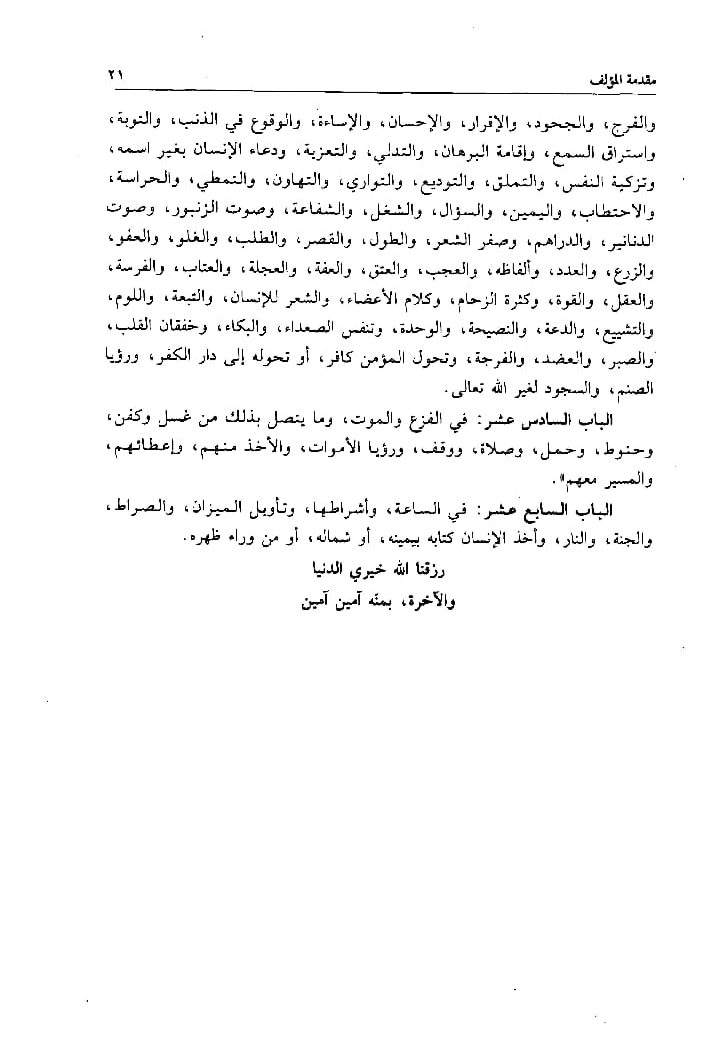 مقدمة المؤلف ٢١
والفرج، والجحود، والإقرار، والإحسان، والإساءة، والوقوع في الذنب، والتوبة،
واستراق السمع، وإقامة البرهان، والتدلي، والتعزية، ودعاء الإنسان بغير اسمه،
وتزكية النفس، والتملق، والتوديع، والتواري، والتهاون، والتمطي، والحراسة،
والاحتطاب، واليمين، والسؤال، والشغل، والشفاعة، وصوت الزنبور، وصوت
الدنانير، والدراهم، وصفر الشعر، والطول، والقصر، والطلب، والغلو، والعفو،
والزرع، والعدد، وألفاظه، والعجب، والعتق، والعفة، والعجلة، والعتاب، والفرسة،
والعقل، والقوة، وكثرة الزحام، وكلام الأعضاء، والشعر للإنسان، والتبعة، واللوم،
والتشييع، والدعة، والنصيحة، والوحدة، وتنفس الصعداء، والبكاء، وخفقان القلب،
والصبر، والعضد، والفرجة، وتحول المؤمن كافر، أو تحوله إلى دار الكفر، ورؤيا
الصنم، والسجود لغير الله تعالى.
الباب السادس عشر: في الفزع والموت، وما يتصل بذلك من غسل وكفن،
وحنوط، وحمل، وصلاة، ووقف، ورؤيا الأموات، والأخذ منهم، وإعطائهم،
والمسير معهم».
الباب السابع عشر: في الساعة، وأشراطها، وتأويل الميزان، والصراط،
والجنة، والنار، وأخذ الإنسان كتابه بيمينه، أو شماله، أو من وراء ظهره.
رزقنا الله خيري الدنيا
والآخرة، بمنّه آمين آمين